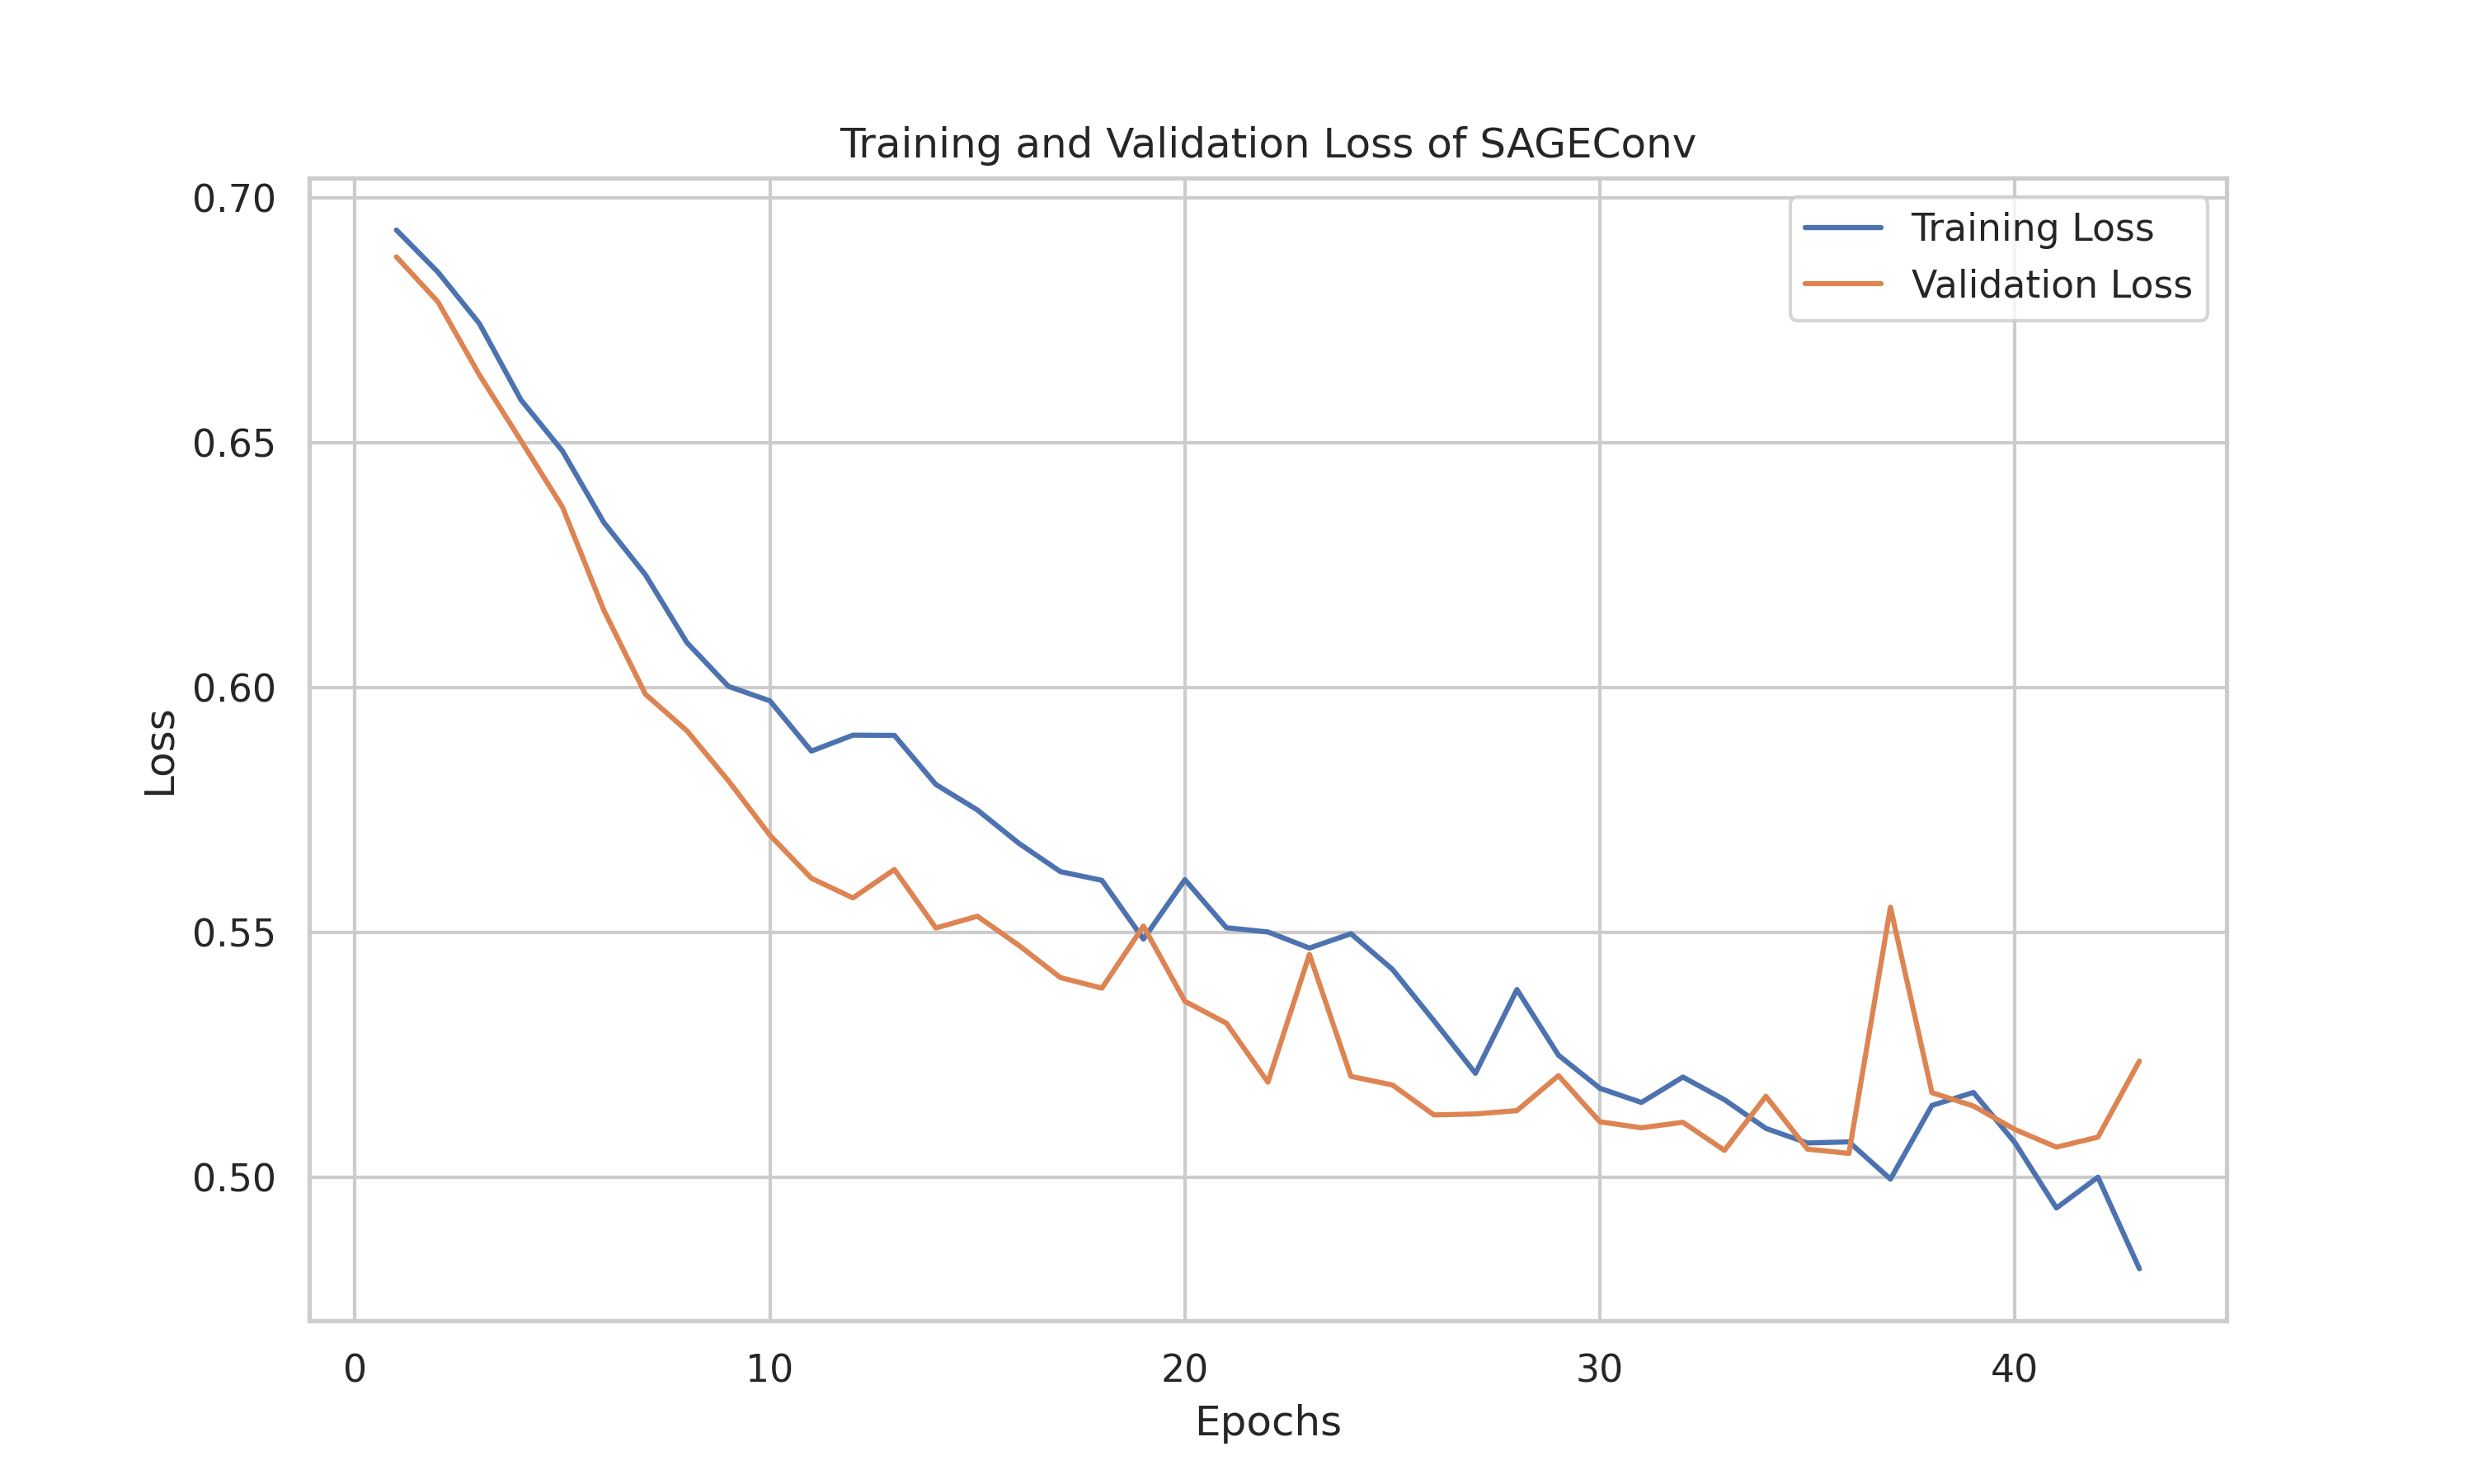 Training and Validation Loss of SAGEConv
Training Loss
Validation Loss
Loss
0.70
0.65
0.60
0.55
0.50
0 10 20 30 40
Epochs